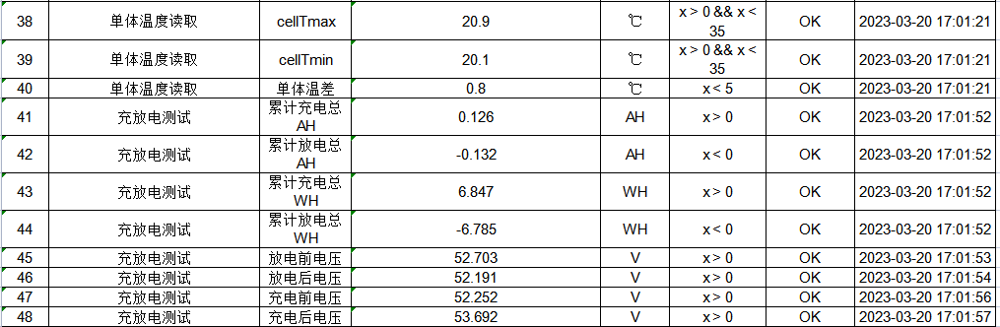 38 单体温度读取 cellTmax 20.9 ℃ x > 0 && x < 35 OK 2023-03-20 17:01:21
39 单体温度读取 cellTmin 20.1 ℃ x > 0 && x < 35 OK 2023-03-20 17:01:21
40 单体温度读取 单体温差 0.8 ℃ x < 5 OK 2023-03-20 17:01:21
41 充放电测试 累计充电总AH 0.126 AH x > 0 OK 2023-03-20 17:01:52
42 充放电测试 累计放电总AH -0.132 AH x < 0 OK 2023-03-20 17:01:52
43 充放电测试 累计充电总WH 6.847 WH x > 0 OK 2023-03-20 17:01:52
44 充放电测试 累计放电总WH -6.785 WH x < 0 OK 2023-03-20 17:01:52
45 充放电测试 放电前电压 52.703 V x > 0 OK 2023-03-20 17:01:53
46 充放电测试 放电后电压 52.191 V x > 0 OK 2023-03-20 17:01:54
47 充放电测试 充电前电压 52.252 V x > 0 OK 2023-03-20 17:01:56
48 充放电测试 充电后电压 53.692 V x > 0 OK 2023-03-20 17:01:57